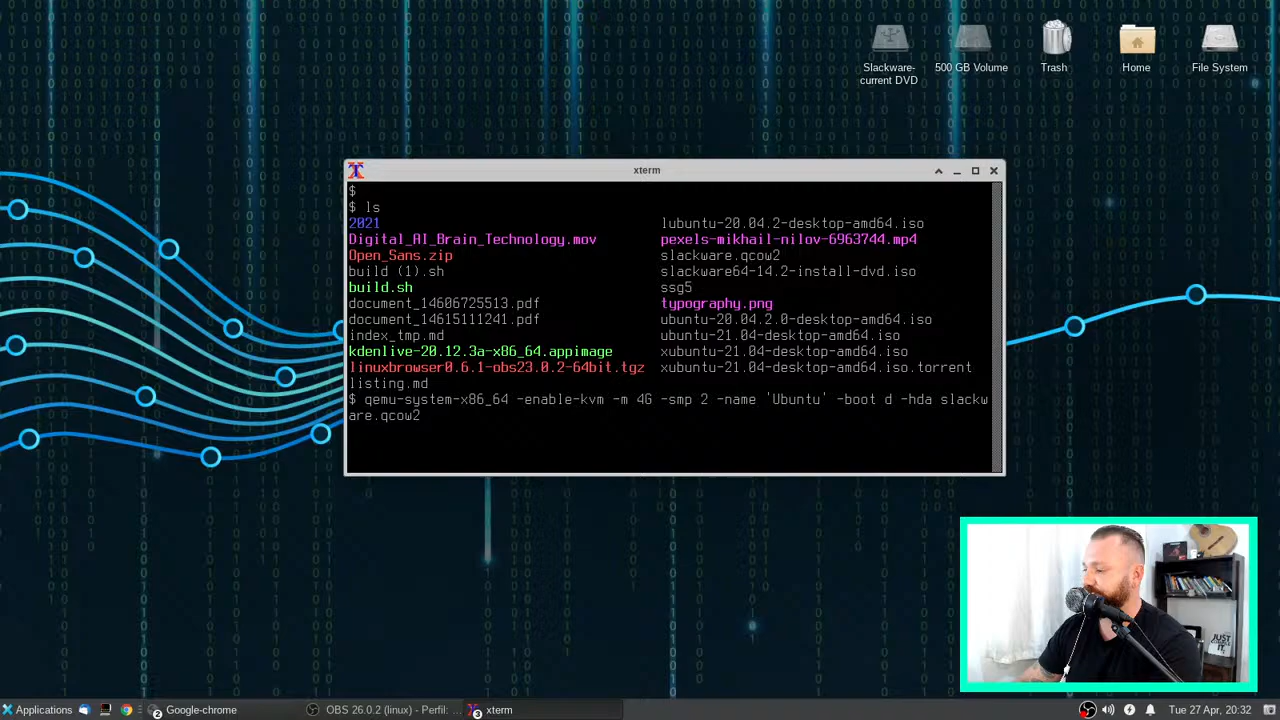 Slackware-
current DVD
500 GB Volume
Trash
Home
File System
xterm
$
$ ls
2021 lubuntu-20.04.2-desktop-amd64.iso
Digital_AI_Brain_Technology.mov pexels-mikhail-nilov-6963744.mp4
Open_Sans.zip slackware.qcow2
build (1).sh slackware64-14.2-install-dvd.iso
build.sh ssg5
document_14606725513.pdf typography.png
document_14615111241.pdf ubuntu-20.04.2.0-desktop-amd64.iso
index_tmp.md ubuntu-21.04-desktop-amd64.iso
kdenlive-20.12.3a-x86_64.appimage xubuntu-21.04-desktop-amd64.iso
linuxbrowser0.6.1-obs23.0.2-64bit.tgz xubuntu-21.04-desktop-amd64.iso.torrent
listing.md
$ qemu-system-x86_64 -enable-kvm -m 4G -smp 2 -name 'Ubuntu' -boot d -hda slackw
are.qcow2
Applications 2 Google-chrome OBS 26.0.2 (linux) - Perfil: ... 3 xterm 2 Tue 27 Apr, 20:32